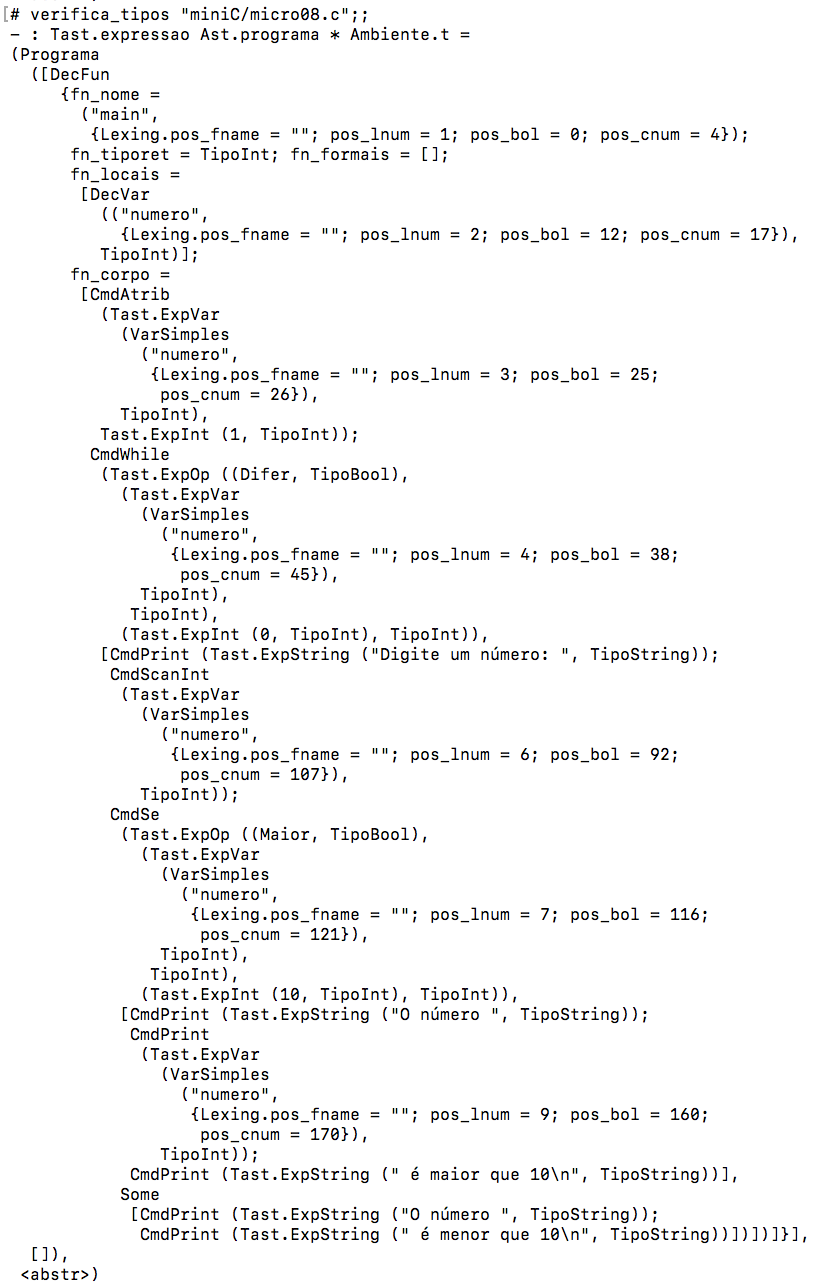 [# verifica_tipos "miniC/micro08.c";;
- : Tast.expressao Ast.programa * Ambiente.t =
(Programa
([DecFun
{fn_nome =
("main",
{Lexing.pos_fname = ""; pos_lnum = 1; pos_bol = 0; pos_cnum = 4});
fn_tiporet = TipoInt; fn_formais = [];
fn_locais =
[DecVar
(("numero",
{Lexing.pos_fname = ""; pos_lnum = 2; pos_bol = 12; pos_cnum = 17}),
TipoInt)];
fn_corpo =
[CmdAtrib
(Tast.ExpVar
(VarSimples
("numero",
{Lexing.pos_fname = ""; pos_lnum = 3; pos_bol = 25;
pos_cnum = 26}),
TipoInt),
Tast.ExpInt (1, TipoInt));
CmdWhile
(Tast.ExpOp ((Difer, TipoBool),
(Tast.ExpVar
(VarSimples
("numero",
{Lexing.pos_fname = ""; pos_lnum = 4; pos_bol = 38;
pos_cnum = 45}),
TipoInt),
TipoInt),
(Tast.ExpInt (0, TipoInt), TipoInt)),
[CmdPrint (Tast.ExpString ("Digite um número: ", TipoString));
CmdScanInt
(Tast.ExpVar
(VarSimples
("numero",
{Lexing.pos_fname = ""; pos_lnum = 6; pos_bol = 92;
pos_cnum = 107}),
TipoInt));
CmdSe
(Tast.ExpOp ((Maior, TipoBool),
(Tast.ExpVar
(VarSimples
("numero",
{Lexing.pos_fname = ""; pos_lnum = 7; pos_bol = 116;
pos_cnum = 121}),
TipoInt),
TipoInt),
(Tast.ExpInt (10, TipoInt), TipoInt)),
[CmdPrint (Tast.ExpString ("O número ", TipoString));
CmdPrint
(Tast.ExpVar
(VarSimples
("numero",
{Lexing.pos_fname = ""; pos_lnum = 9; pos_bol = 160;
pos_cnum = 170}),
TipoInt));
CmdPrint (Tast.ExpString (" é maior que 10\n", TipoString))],
Some
[CmdPrint (Tast.ExpString ("O número ", TipoString));
CmdPrint (Tast.ExpString (" é menor que 10\n", TipoString))])])]}],
[]),
<abstr>)